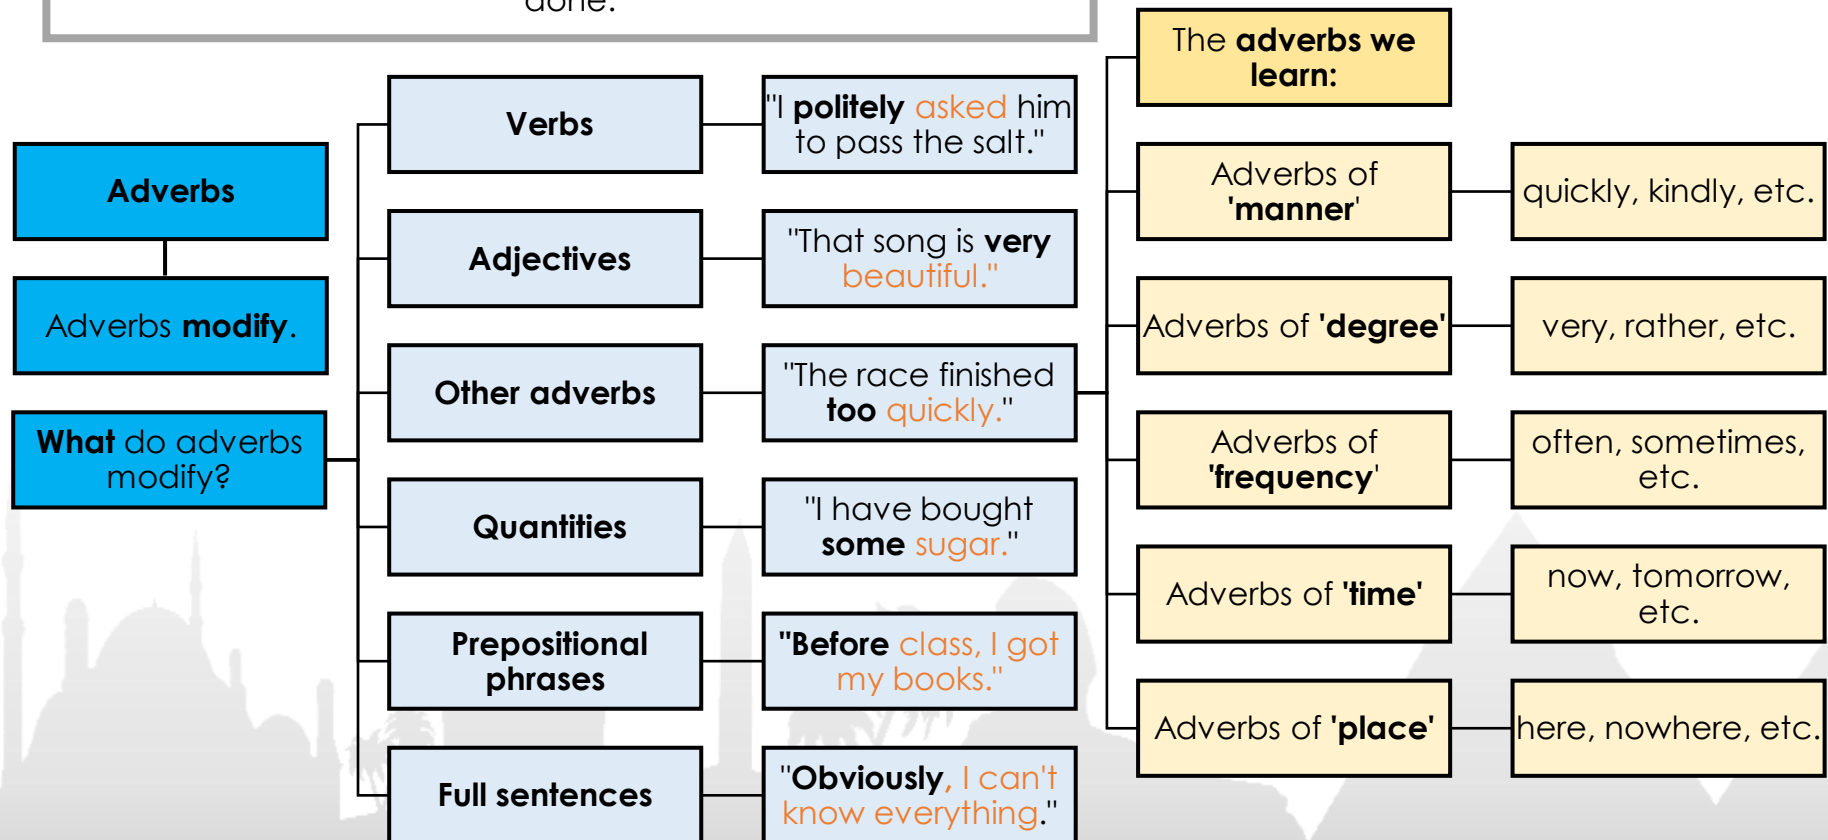 done.
Adverbs
Adverbs modify.
What do adverbs
modify?
Verbs
"I politely asked him
to pass the salt."
Adjectives
"That song is very
beautiful."
Other adverbs
"The race finished
too quickly."
Quantities
"I have bought
some sugar."
Prepositional
phrases
"Before class, I got
my books."
Full sentences
"Obviously, I can't
know everything."
The adverbs we
learn:
Adverbs of
'manner'
quickly, kindly, etc.
Adverbs of 'degree'
very, rather, etc.
Adverbs of
'frequency'
often, sometimes,
etc.
Adverbs of 'time'
now, tomorrow,
etc.
Adverbs of 'place'
here, nowhere, etc.